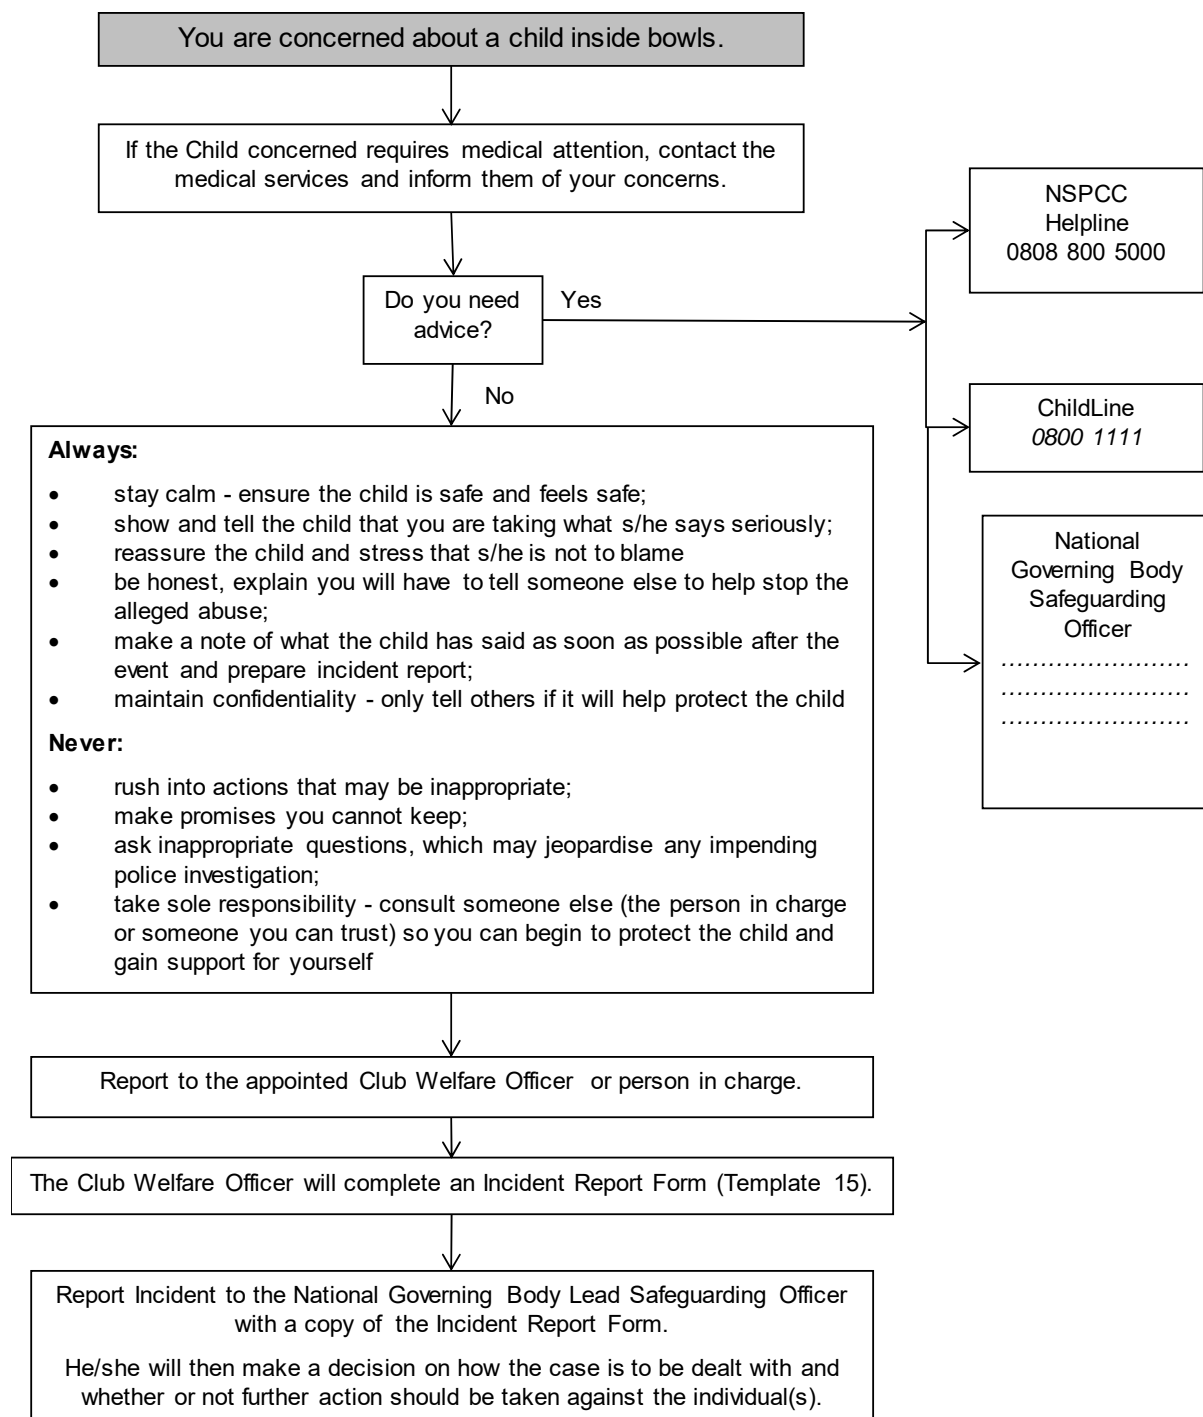 You are concerned about a child inside bowls.
If the Child concerned requires medical attention, contact the
medical services and inform them of your concerns.
NSPCC
Helpline
0808 800 5000
Do you need
advice?
Yes
No
ChildLine
0800 1111
National
Governing Body
Safeguarding
Officer
........................
........................
........................
Always:
• stay calm - ensure the child is safe and feels safe;
• show and tell the child that you are taking what s/he says seriously;
• reassure the child and stress that s/he is not to blame
• be honest, explain you will have to tell someone else to help stop the
alleged abuse;
• make a note of what the child has said as soon as possible after the
event and prepare incident report;
• maintain confidentiality - only tell others if it will help protect the child
Never:
• rush into actions that may be inappropriate;
• make promises you cannot keep;
• ask inappropriate questions, which may jeopardise any impending
police investigation;
• take sole responsibility - consult someone else (the person in charge
or someone you can trust) so you can begin to protect the child and
gain support for yourself
Report to the appointed Club Welfare Officer or person in charge.
The Club Welfare Officer will complete an Incident Report Form (Template 15).
Report Incident to the National Governing Body Lead Safeguarding Officer
with a copy of the Incident Report Form.
He/she will then make a decision on how the case is to be dealt with and
whether or not further action should be taken against the individual(s).